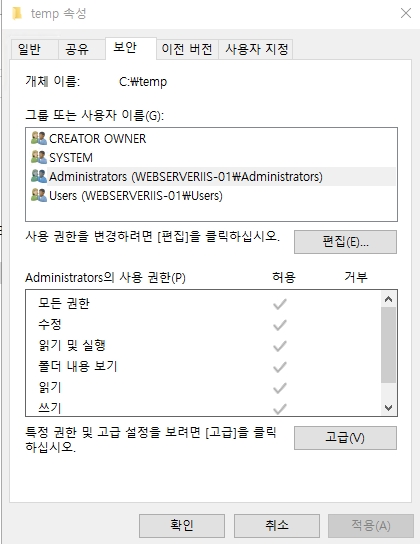 temp 속성
일반
공유
보안
이전 버전
사용자 지정
개체 이름: C:\temp
그룹 또는 사용자 이름(G):
CREATOR OWNER
SYSTEM
Administrators (WEBSERVERIIS-01\Administrators)
Users (WEBSERVERIIS-01\Users)
사용 권한을 변경하려면 [편집]을 클릭하십시오.
편집(E)...
Administrators의 사용 권한(P) 허용 거부
모든 권한
수정
읽기 및 실행
폴더 내용 보기
읽기
쓰기
특정 권한 및 고급 설정을 보려면 [고급]을 클릭
하십시오.
고급(V)
확인
취소
적용(A)